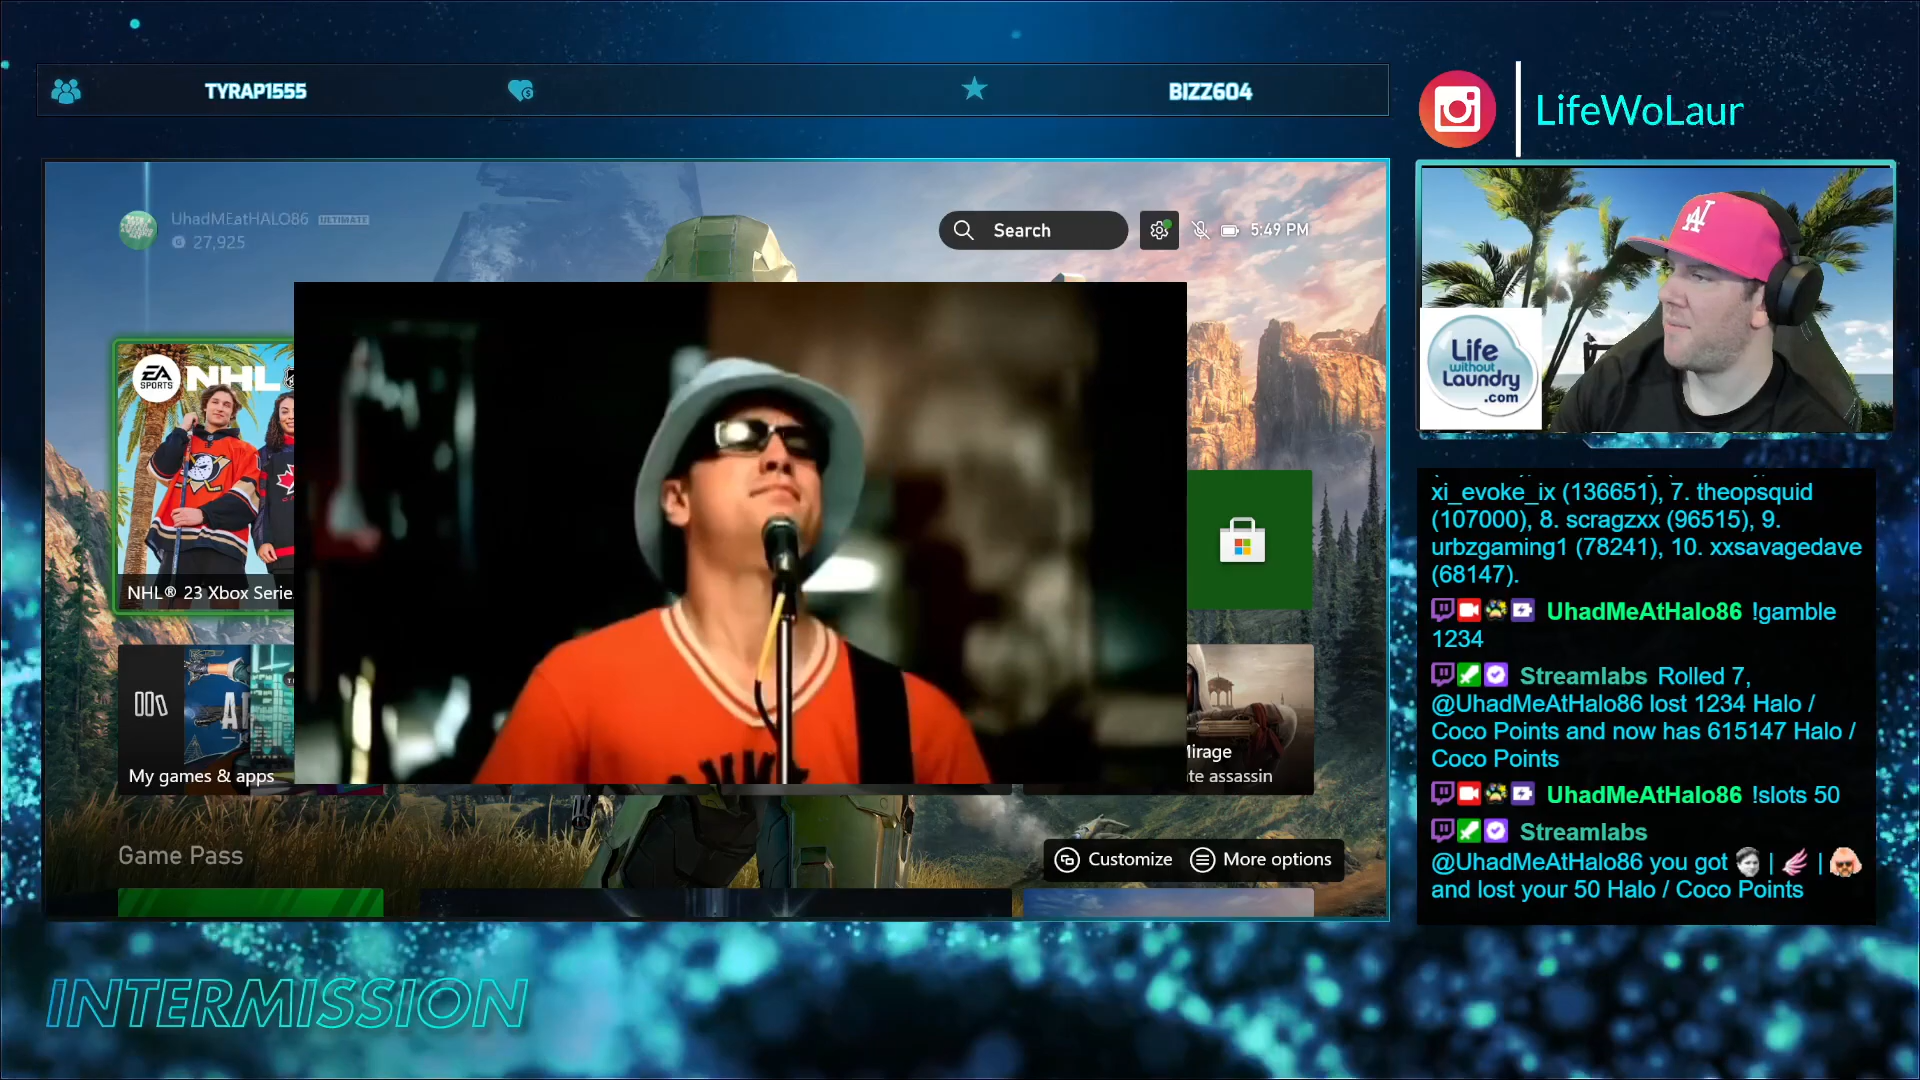 TYRAP1555
BIZZ604
LifeWoLaur
UhadMEatHALO86 ULTIMATE
G 27,925
Search
5:49 PM
EA SPORTS NHL
NHL® 23 Xbox Serie
My games & apps
Mirage
te assassin
Game Pass
Customize
More options
Life
without
Laundry
.com
xi_evoke_ix (136651), 7. theopsquid
(107000), 8. scragzxx (96515), 9.
urbzgaming1 (78241), 10. xxsavagedave
(68147).
UhadMeAtHalo86 !gamble
1234
Streamlabs Rolled 7,
@UhadMeAtHalo86 lost 1234 Halo /
Coco Points and now has 615147 Halo /
Coco Points
UhadMeAtHalo86 !slots 50
Streamlabs
@UhadMeAtHalo86 you got | |
and lost your 50 Halo / Coco Points
INTERMISSION